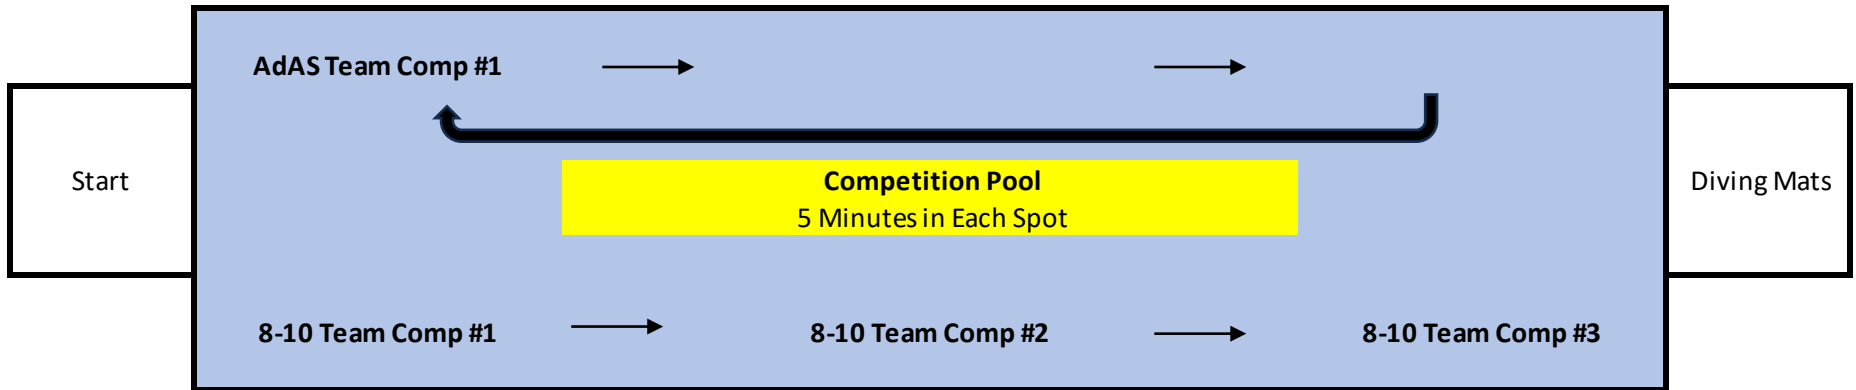 AdAS Team Comp #1
Start
Competition Pool
5 Minutes in Each Spot
Diving Mats
8-10 Team Comp #1
8-10 Team Comp #2
8-10 Team Comp #3